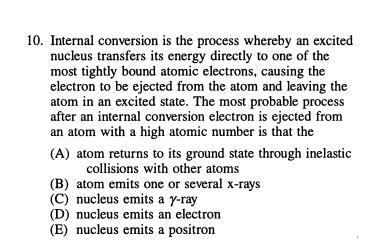 10. Internal conversion is the process whereby an excited
nucleus transfers its energy directly to one of the
most tightly bound atomic electrons, causing the
electron to be ejected from the atom and leaving the
atom in an excited state. The most probable process
after an internal conversion electron is ejected from
an atom with a high atomic number is that the
(A) atom returns to its ground state through inelastic
collisions with other atoms
(B) atom emits one or several x-rays
(C) nucleus emits a γ-ray
(D) nucleus emits an electron
(E) nucleus emits a positron